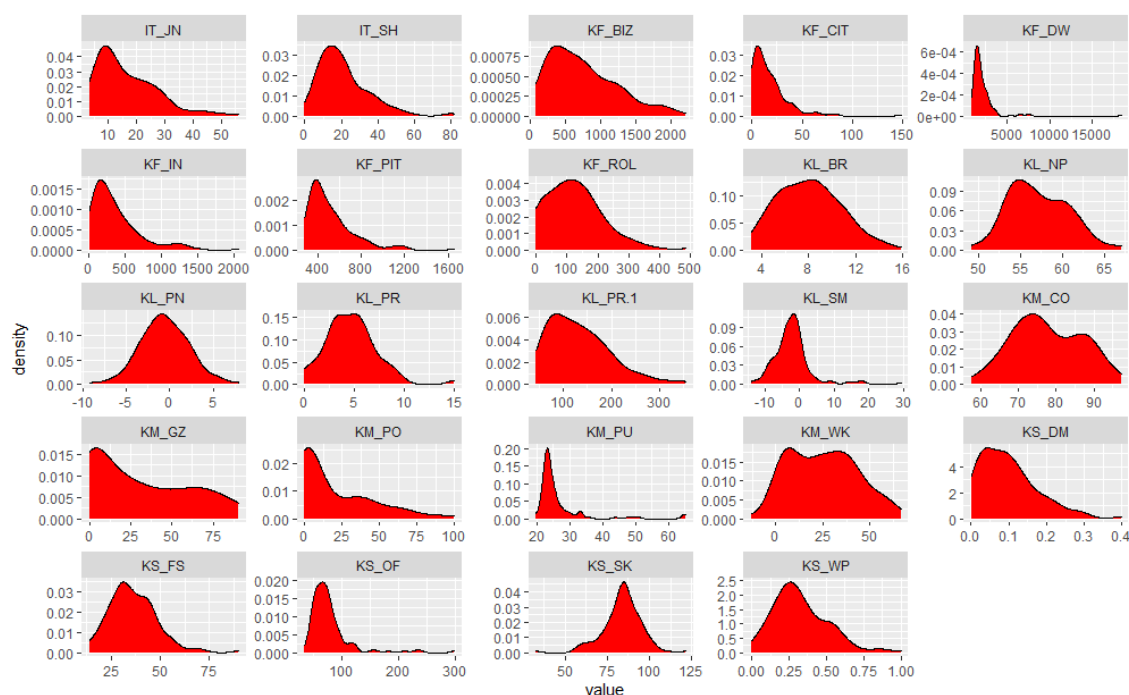 IT_JN IT_SH KF_BIZ KF_CIT KF_DW
0.04 0.03 0.02 0.01 0.00
10 20 30 40 50
0.03 0.02 0.01 0.00
0 20 40 60 80
0.00075 0.00050 0.00025 0.00000
0 500 1000 1500 2000
0.03 0.02 0.01 0.00
0 50 100 150
6e-04 4e-04 2e-04 0e+00
5000 10000 15000
KF_IN KF_PIT KF_ROL KL_BR KL_NP
0.0015 0.0010 0.0005 0.0000
0 500 1000 1500 2000
0.002 0.001 0.000
400 800 1200 1600
0.004 0.003 0.002 0.001 0.000
0 100 200 300 400 500
0.10 0.05 0.00
4 8 12 16
0.09 0.06 0.03 0.00
50 55 60 65
KL_PN KL_PR KL_PR.1 KL_SM KM_CO
0.10 0.05 0.00
-10 -5 0 5
0.15 0.10 0.05 0.00
0 5 10 15
0.006 0.004 0.002 0.000
100 200 300
0.09 0.06 0.03 0.00
-10 0 10 20 30
0.04 0.03 0.02 0.01 0.00
60 70 80 90
KM_GZ KM_PO KM_PU KM_WK KS_DM
0.015 0.010 0.005 0.000
0 25 50 75
0.02 0.01 0.00
0 25 50 75 100
0.20 0.15 0.10 0.05 0.00
20 30 40 50 60
0.015 0.010 0.005 0.000
0 25 50
4 2 0
0.0 0.1 0.2 0.3 0.4
KS_FS KS_OF KS_SK KS_WP
0.03 0.02 0.01 0.00
25 50 75
0.020 0.015 0.010 0.005 0.000
100 200 300
0.04 0.03 0.02 0.01 0.00
50 75 100 125
2.5 2.0 1.5 1.0 0.5 0.0
0.00 0.25 0.50 0.75 1.00
density
value